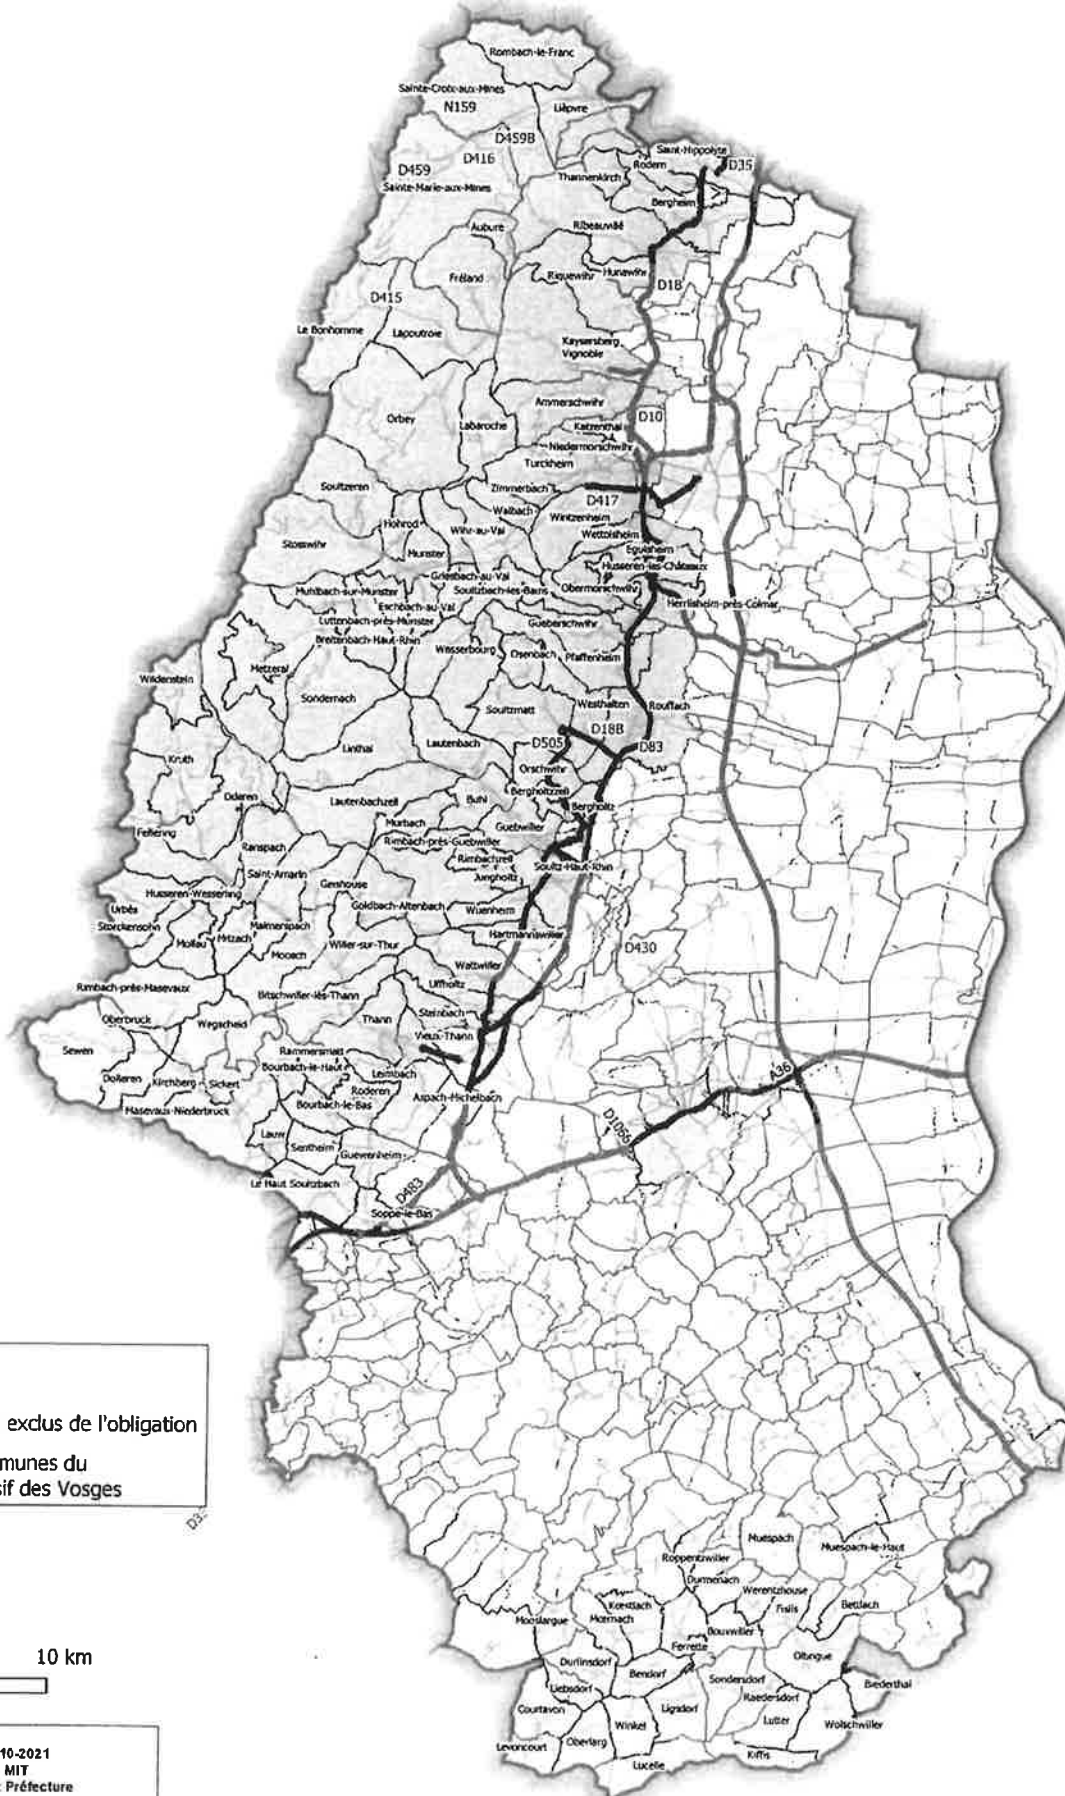 Rombach-le-Franc
Sainte-Croix-aux-Mines
N159
Lièpvre
D459B
D416
Saint-Hippolyte
D35
Rodern
D459
Thannenkirch
Sainte-Marie-aux-Mines
Bergheim
Aubure
Ribeauvillé
Riquewihr
Hunawihr
Fréland
D18
D415
Le Bonhomme
Lapoutroie
Kaysersberg
Vignoble
Ammerschwihr
Orbey
Labaroche
D10
Katzenthal
Niedermorschwihr
Turckheim
Soultzeren
Zimmerbach
D417
Walbach
Wintzenheim
Hohrod
Wihr-au-Val
Wettolsheim
Stosswihr
Munster
Eguisheim
Husseren-les-Châteaux
Griesbach-au-Val
Muhlbach-sur-Munster
Soultzbach-les-Bains
Obermorschwihr
Herrlisheim-près-Colmar
Eschbach-au-Val
Luttenbach-près-Munster
Gueberschwihr
Breitenbach-Haut-Rhin
Wasserbourg
Osenbach
Pfaffenheim
Metzeral
Wildenstein
Sondernach
Soultzmatt
Westhalten
Rouffach
D18B
Linthal
Lautenbach
D505
D83
Kruth
Orschwihr
Bergholtzzell
Oderen
Lautenbachzell
Buhl
Bergholtz
Murbach
Guebwiller
Fellering
Ranspach
Rimbach-près-Guebwiller
Rimbachzell
Soultz-Haut-Rhin
Saint-Amarin
Jungholtz
Geishouse
Husseren-Wesserling
Goldbach-Altenbach
Wuenheim
Urbès
Storckensohn
Malmerspach
Hartmannswiller
Mollau
Mitzach
Willer-sur-Thur
D430
Moosch
Wattwiller
Rimbach-près-Masevaux
Bitschwiller-lès-Thann
Uffholtz
Oberbruck
Wegscheid
Thann
Steinbach
Vieux-Thann
Sewen
Rammersmatt
Bourbach-le-Haut
Leimbach
A36
Dolleren
Kirchberg
Sickert
Roderen
Aspach-Michelbach
Masevaux-Niederbruck
Bourbach-le-Bas
D1066
Lauw
Sentheim
Guewenheim
Le Haut Soultzbach
D483
Soppe-le-Bas
exclus de l'obligation
munes du
sif des Vosges
D3
Muespach
Muespach-le-Haut
Roppentzwiller
Durmenach
Werentzhouse
Koestlach
Fislis
Bettlach
Mooslargue
Moernach
Bouxwiller
Ferrette
Oltingue
Durlinsdorf
Bendorf
Sondersdorf
Biederthal
Liebsdorf
Raedersdorf
Courtavon
Ligsdorf
Lutter
Winkel
Wolschwiller
Levoncourt
Oberlarg
Kiffis
Lucelle
10 km
10-2021
MIT
: Préfecture